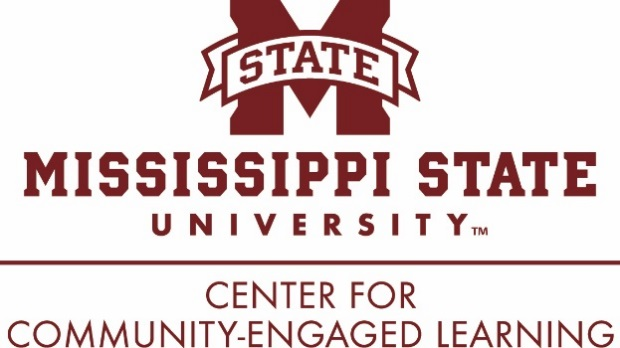 M
STATE
MISSISSIPPI STATE
UNIVERSITY™
CENTER FOR
COMMUNITY-ENGAGED LEARNING